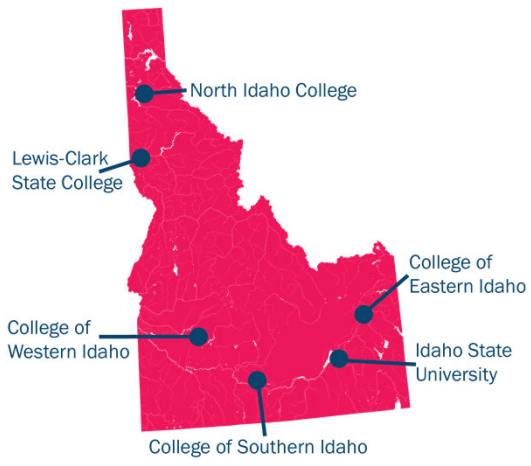 North Idaho College
Lewis-Clark
State College
College of
Eastern Idaho
College of
Western Idaho
Idaho State
University
College of Southern Idaho